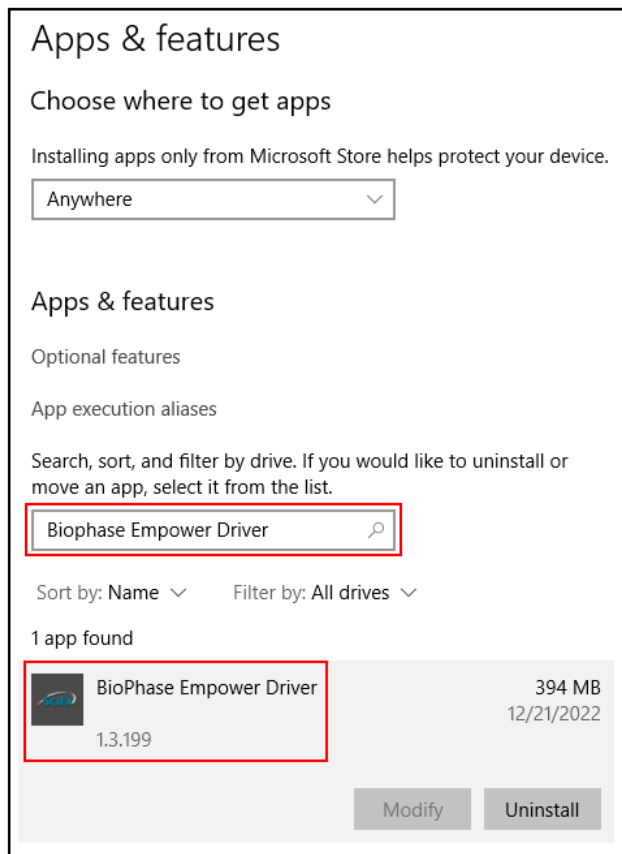 Apps & features
Choose where to get apps
Installing apps only from Microsoft Store helps protect your device.
Anywhere
Apps & features
Optional features
App execution aliases
Search, sort, and filter by drive. If you would like to uninstall or
move an app, select it from the list.
Biophase Empower Driver
Sort by: Name Filter by: All drives
1 app found
SCIEX
BioPhase Empower Driver 394 MB
12/21/2022
1.3.199
Modify Uninstall